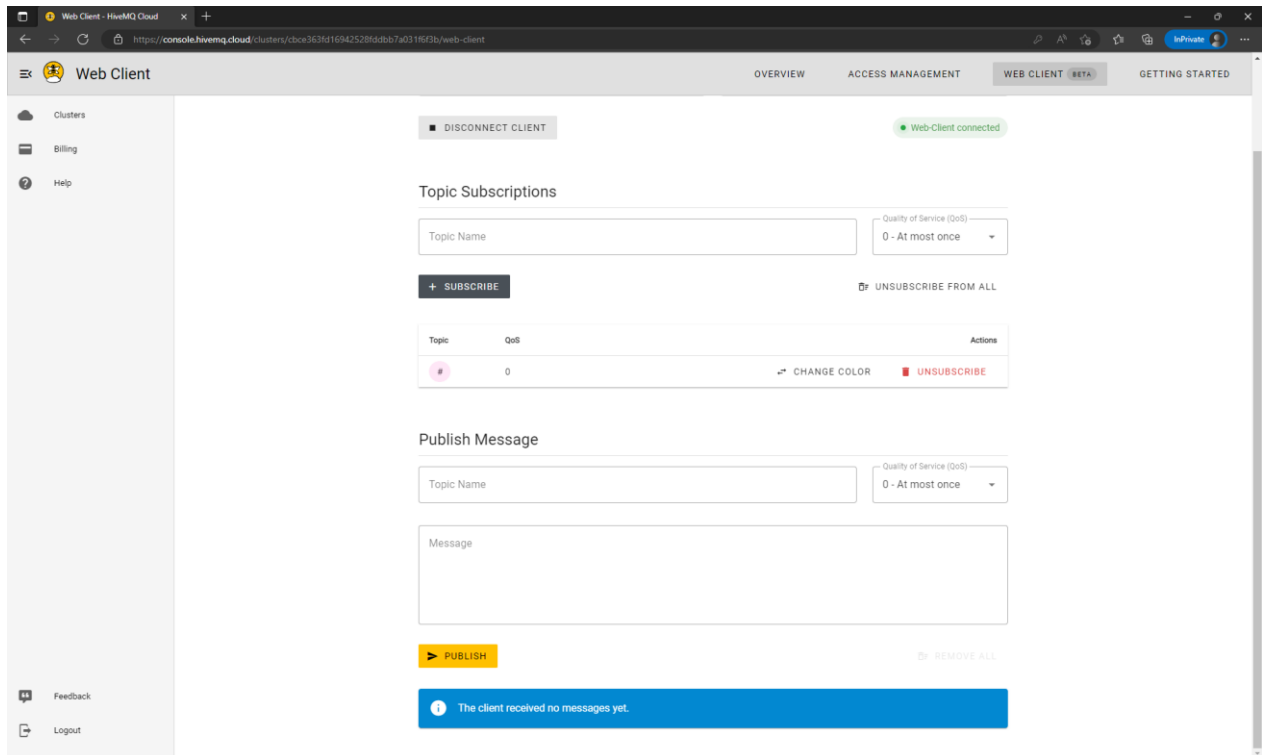 Web Client - HiveMQ Cloud
https://console.hivemq.cloud/clusters/cbce363fd16942528fddbb7a031f6f3b/web-client
InPrivate
Web Client
OVERVIEW ACCESS MANAGEMENT WEB CLIENT BETA GETTING STARTED
Clusters
Billing
Help
DISCONNECT CLIENT
Web-Client connected
Topic Subscriptions
Quality of Service (QoS)
Topic Name 0 - At most once
+ SUBSCRIBE UNSUBSCRIBE FROM ALL
Topic QoS Actions
# 0 CHANGE COLOR UNSUBSCRIBE
Publish Message
Quality of Service (QoS)
Topic Name 0 - At most once
Message
PUBLISH REMOVE ALL
The client received no messages yet.
Feedback
Logout